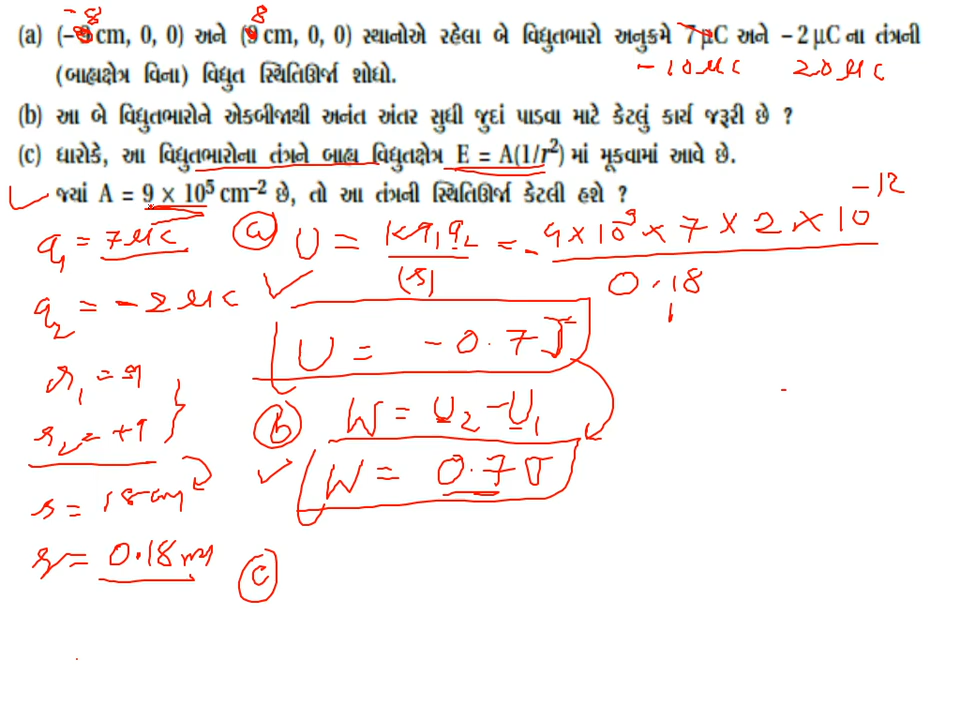 -8 8
(a) (-9 cm, 0, 0) અને (9 cm, 0, 0) સ્થાનોએ રહેલા બે વિદ્યુતભારો અનુક્રમે 7 μC અને - 2 μC ના તંત્રની
(બાહ્યક્ષેત્ર વિના) વિદ્યુત સ્થિતિઊર્જા શોધો. -10 μC 20 μC
(b) આ બે વિદ્યુતભારોને એકબીજાથી અનંત અંતર સુધી જુદાં પાડવા માટે કેટલું કાર્ય જરૂરી છે ?
(c) ધારોકે, આ વિદ્યુતભારોના તંત્રને બાહ્ય વિદ્યુતક્ષેત્ર E = A(1/r²) માં મૂકવામાં આવે છે.
જ્યાં A = 9 × 10⁵ cm⁻² છે, તો આ તંત્રની સ્થિતિઊર્જા કેટલી હશે ?
q₁ = 7 μC (a) U = kq₁q₂/(r) = - 9 × 10⁹ × 7 × 2 × 10⁻¹²/0.18
q₂ = -2 μC
U = -0.7 J
r₁ = 9
(b) W = U₂ - U₁
r₂ = +9
W = 0.7 J
r = 18 cm
r = 0.18 m
(c)